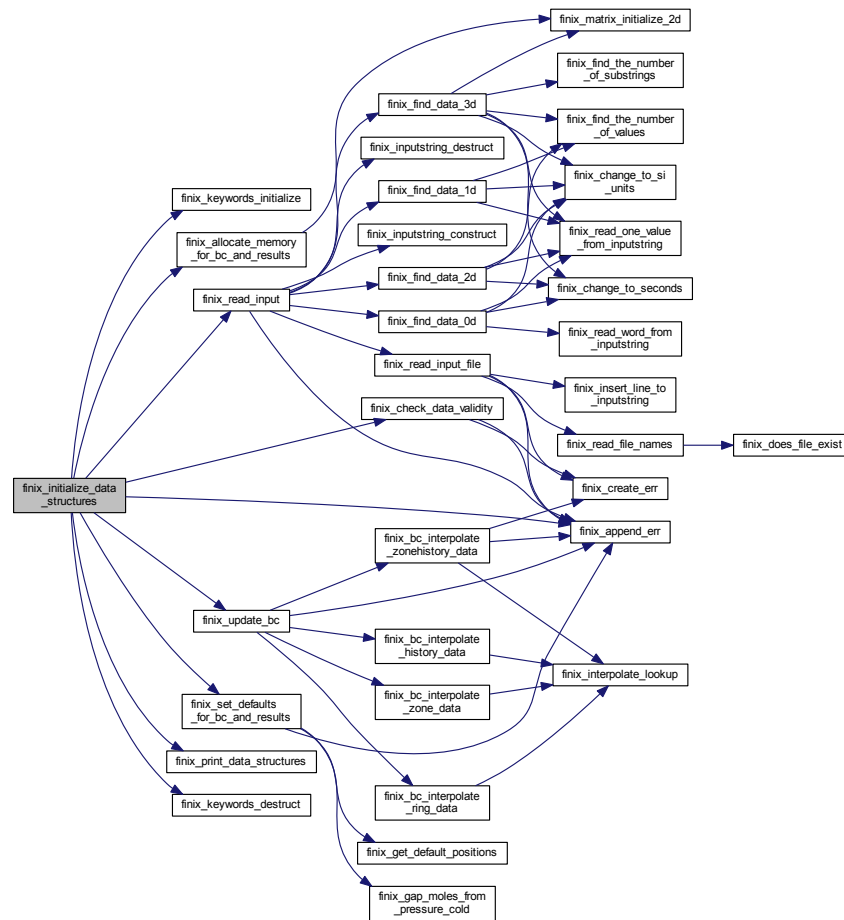 finix_matrix_initialize_2d
finix_find_the_number
_of_substrings
finix_find_data_3d
finix_find_the_number
_of_values
finix_inputstring_destruct
finix_change_to_si
_units
finix_find_data_1d
finix_keywords_initialize
finix_inputstring_construct
finix_read_one_value
_from_inputstring
finix_allocate_memory
_for_bc_and_results
finix_find_data_2d
finix_change_to_seconds
finix_read_input
finix_find_data_0d
finix_read_word_from
_inputstring
finix_read_input_file
finix_insert_line_to
_inputstring
finix_check_data_validity
finix_read_file_names
finix_does_file_exist
finix_initialize_data
_structures
finix_create_err
finix_append_err
finix_bc_interpolate
_zonehistory_data
finix_update_bc
finix_bc_interpolate
_history_data
finix_interpolate_lookup
finix_bc_interpolate
_zone_data
finix_set_defaults
_for_bc_and_results
finix_print_data_structures
finix_bc_interpolate
_ring_data
finix_keywords_destruct
finix_get_default_positions
finix_gap_moles_from
_pressure_cold